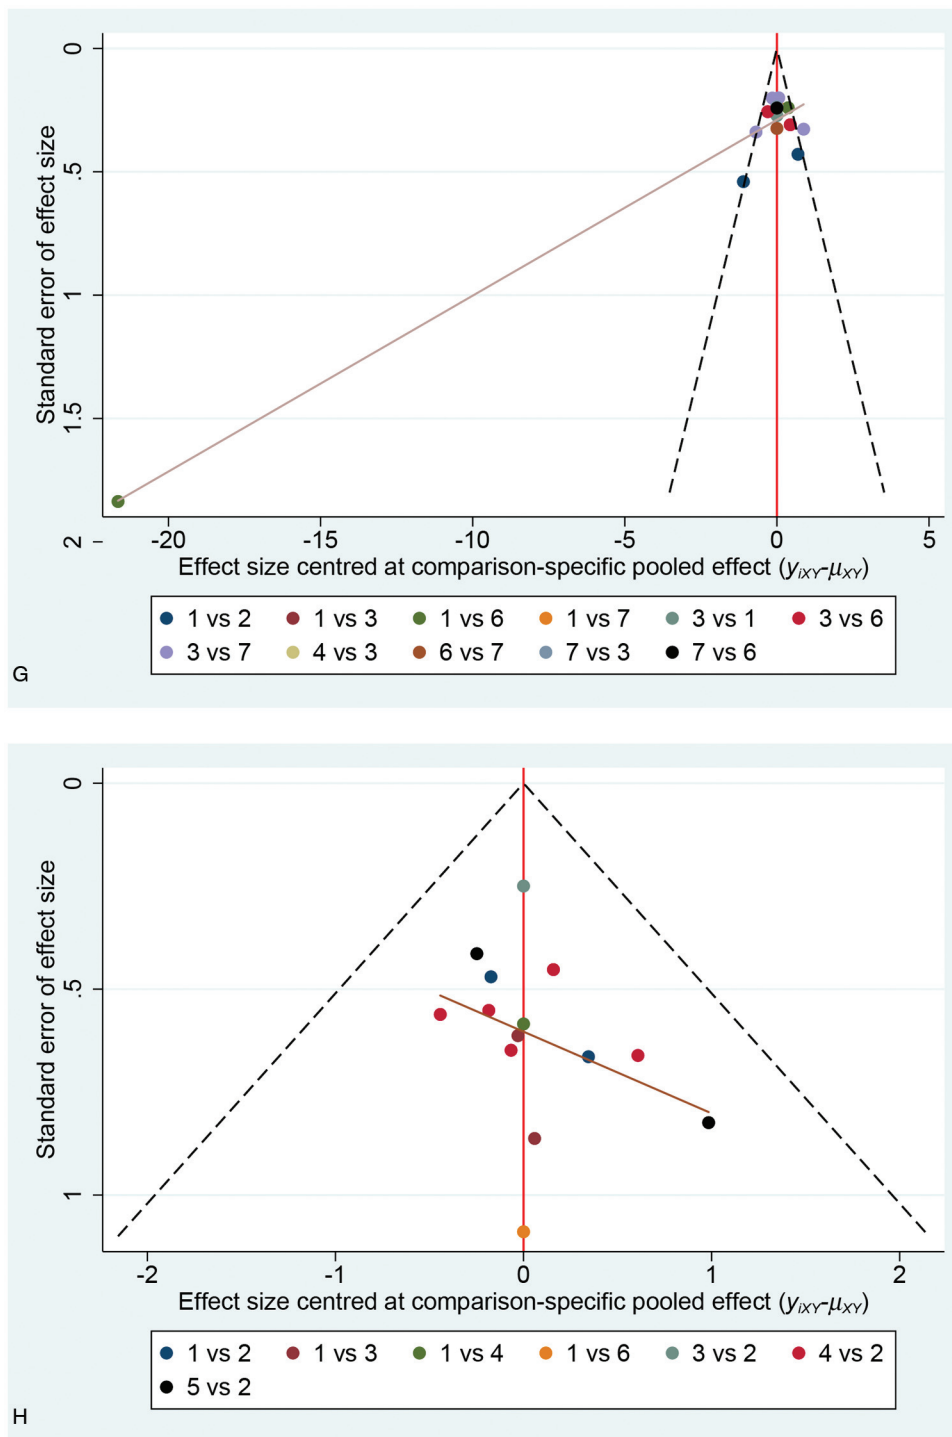 0
.5
1
1.5
2
-20 -15 -10 -5 0 5
Standard error of effect size
Effect size centred at comparison-specific pooled effect (yiXY-μXY)
1 vs 2 1 vs 3 1 vs 6 1 vs 7 3 vs 1 3 vs 6
3 vs 7 4 vs 3 6 vs 7 7 vs 3 7 vs 6
G
0
.5
1
-2 -1 0 1 2
Standard error of effect size
Effect size centred at comparison-specific pooled effect (yiXY-μXY)
1 vs 2 1 vs 3 1 vs 4 1 vs 6 3 vs 2 4 vs 2
5 vs 2
H